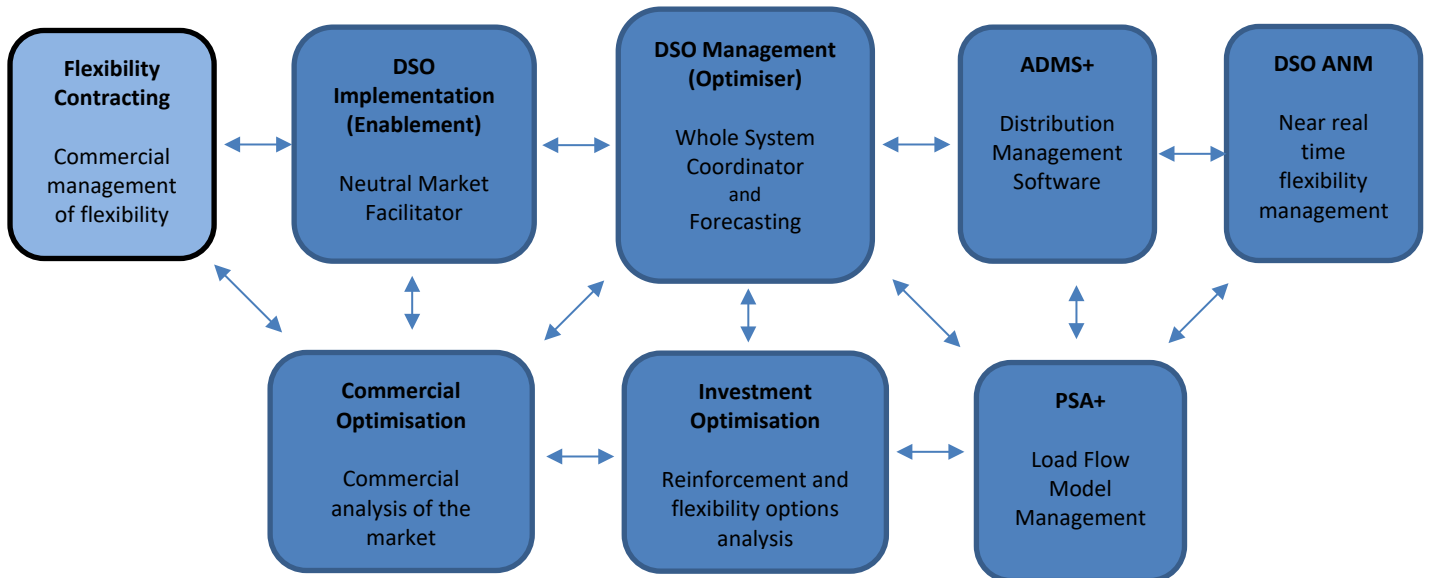 Flexibility
Contracting
Commercial
management
of flexibility
DSO
Implementation
(Enablement)
Neutral Market
Facilitator
DSO Management
(Optimiser)
Whole System
Coordinator
and
Forecasting
ADMS+
Distribution
Management
Software
DSO ANM
Near real
time
flexibility
management
Commercial
Optimisation
Commercial
analysis of the
market
Investment
Optimisation
Reinforcement and
flexibility options
analysis
PSA+
Load Flow
Model
Management